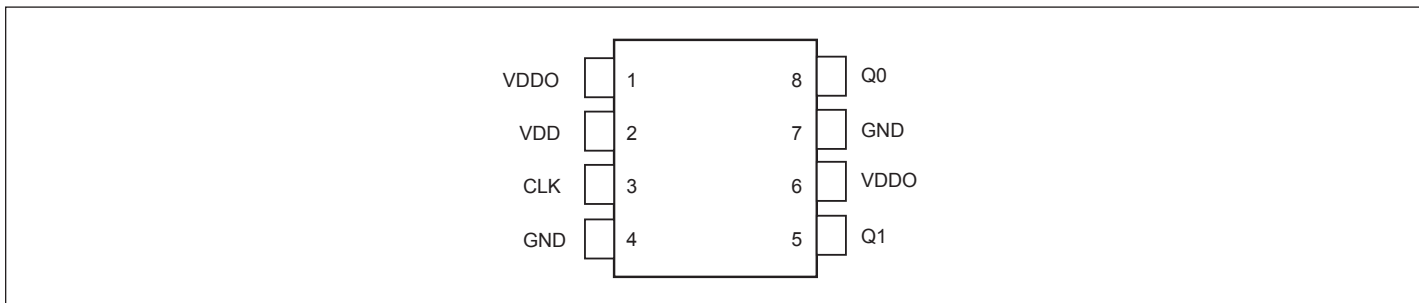 VDDO 1 8 Q0
VDD 2 7 GND
CLK 3 6 VDDO
GND 4 5 Q1